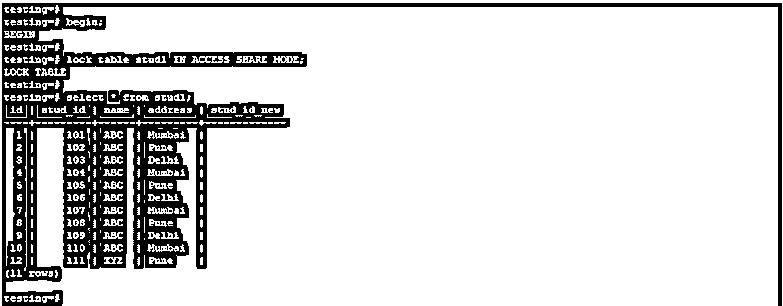 testing=#
testing=# begin;
BEGIN
testing=#
testing=# lock table stud1 IN ACCESS SHARE MODE;
LOCK TABLE
testing=#
testing=# select * from stud1;
 id | stud_id | name | address | stud_id_new
----+---------+------+---------+-------------
  1 |     101 | ABC  | Mumbai  |
  2 |     102 | ABC  | Pune    |
  3 |     103 | ABC  | Delhi   |
  4 |     104 | ABC  | Mumbai  |
  5 |     105 | ABC  | Pune    |
  6 |     106 | ABC  | Delhi   |
  7 |     107 | ABC  | Mumbai  |
  8 |     108 | ABC  | Pune    |
  9 |     109 | ABC  | Delhi   |
 10 |     110 | ABC  | Mumbai  |
 12 |     111 | XYZ  | Pune    |
(11 rows)
testing=#